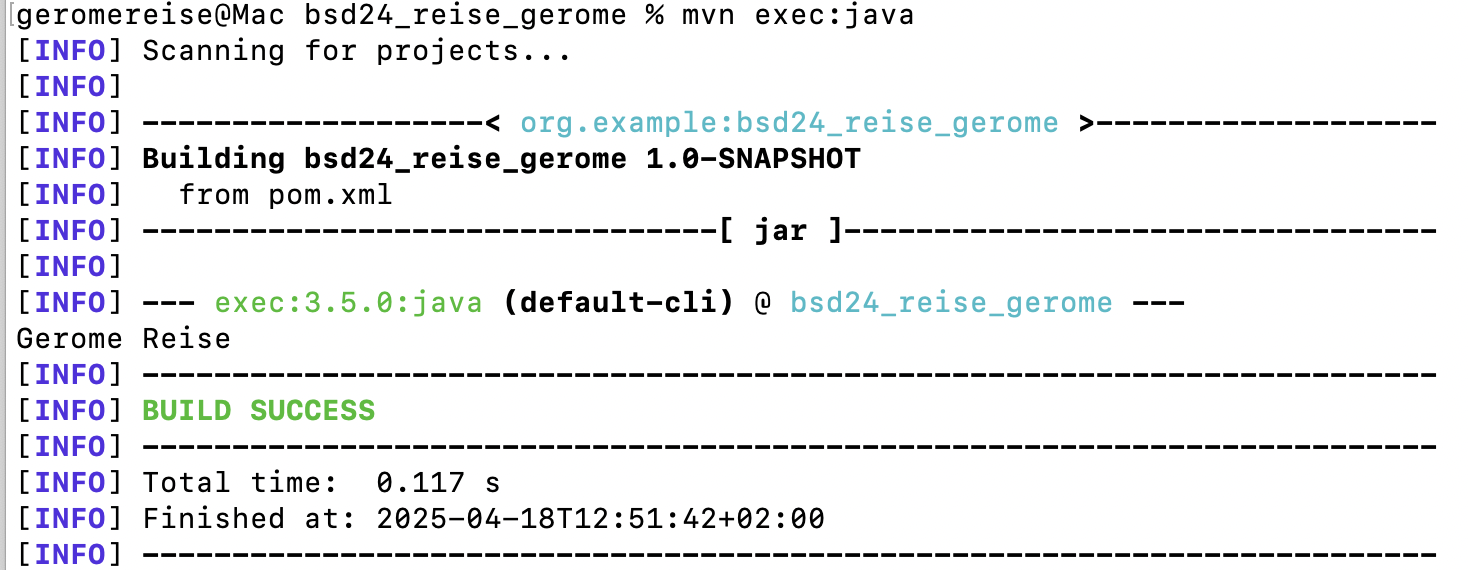 [geromereise@Mac bsd24_reise_gerome % mvn exec:java
[INFO] Scanning for projects...
[INFO]
[INFO] -------------------< org.example:bsd24_reise_gerome >-------------------
[INFO] Building bsd24_reise_gerome 1.0-SNAPSHOT
[INFO]   from pom.xml
[INFO] --------------------------------[ jar ]---------------------------------
[INFO]
[INFO] --- exec:3.5.0:java (default-cli) @ bsd24_reise_gerome ---
Gerome Reise
[INFO] ------------------------------------------------------------------------
[INFO] BUILD SUCCESS
[INFO] ------------------------------------------------------------------------
[INFO] Total time:  0.117 s
[INFO] Finished at: 2025-04-18T12:51:42+02:00
[INFO] ------------------------------------------------------------------------